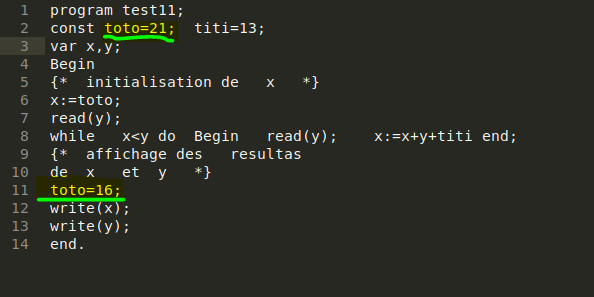 1 program test11;
2 const toto=21; titi=13;
3 var x,y;
4 Begin
5 {* initialisation de x *}
6 x:=toto;
7 read(y);
8 while x<y do Begin read(y); x:=x+y+titi end;
9 {* affichage des resultas
10 de x et y *}
11 toto=16;
12 write(x);
13 write(y);
14 end.